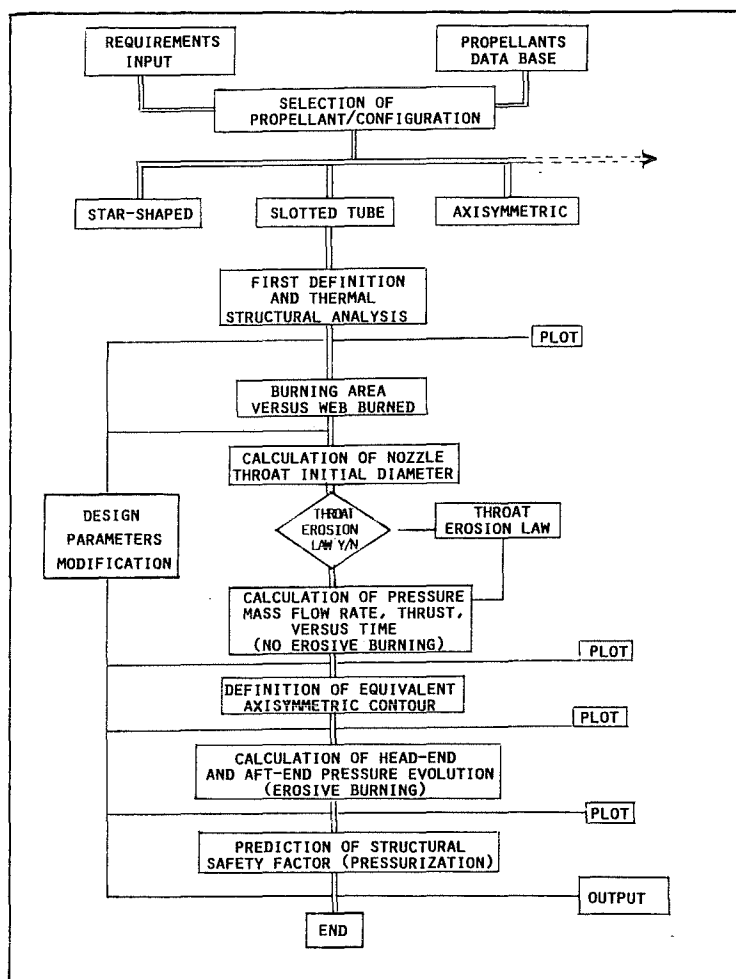 REQUIREMENTS
INPUT
PROPELLANTS
DATA BASE
SELECTION OF
PROPELLANT/CONFIGURATION
STAR-SHAPED
SLOTTED TUBE
AXISYMMETRIC
FIRST DEFINITION
AND THERMAL
STRUCTURAL ANALYSIS
PLOT
BURNING AREA
VERSUS WEB BURNED
CALCULATION OF NOZZLE
THROAT INITIAL DIAMETER
DESIGN
PARAMETERS
MODIFICATION
THROAT
EROSION
LAW Y/N
THROAT
EROSION LAW
CALCULATION OF PRESSURE
MASS FLOW RATE, THRUST,
VERSUS TIME
(NO EROSIVE BURNING)
PLOT
DEFINITION OF EQUIVALENT
AXISYMMETRIC CONTOUR
PLOT
CALCULATION OF HEAD-END
AND AFT-END PRESSURE EVOLUTION
(EROSIVE BURNING)
PLOT
PREDICTION OF STRUCTURAL
SAFETY FACTOR (PRESSURIZATION)
OUTPUT
END